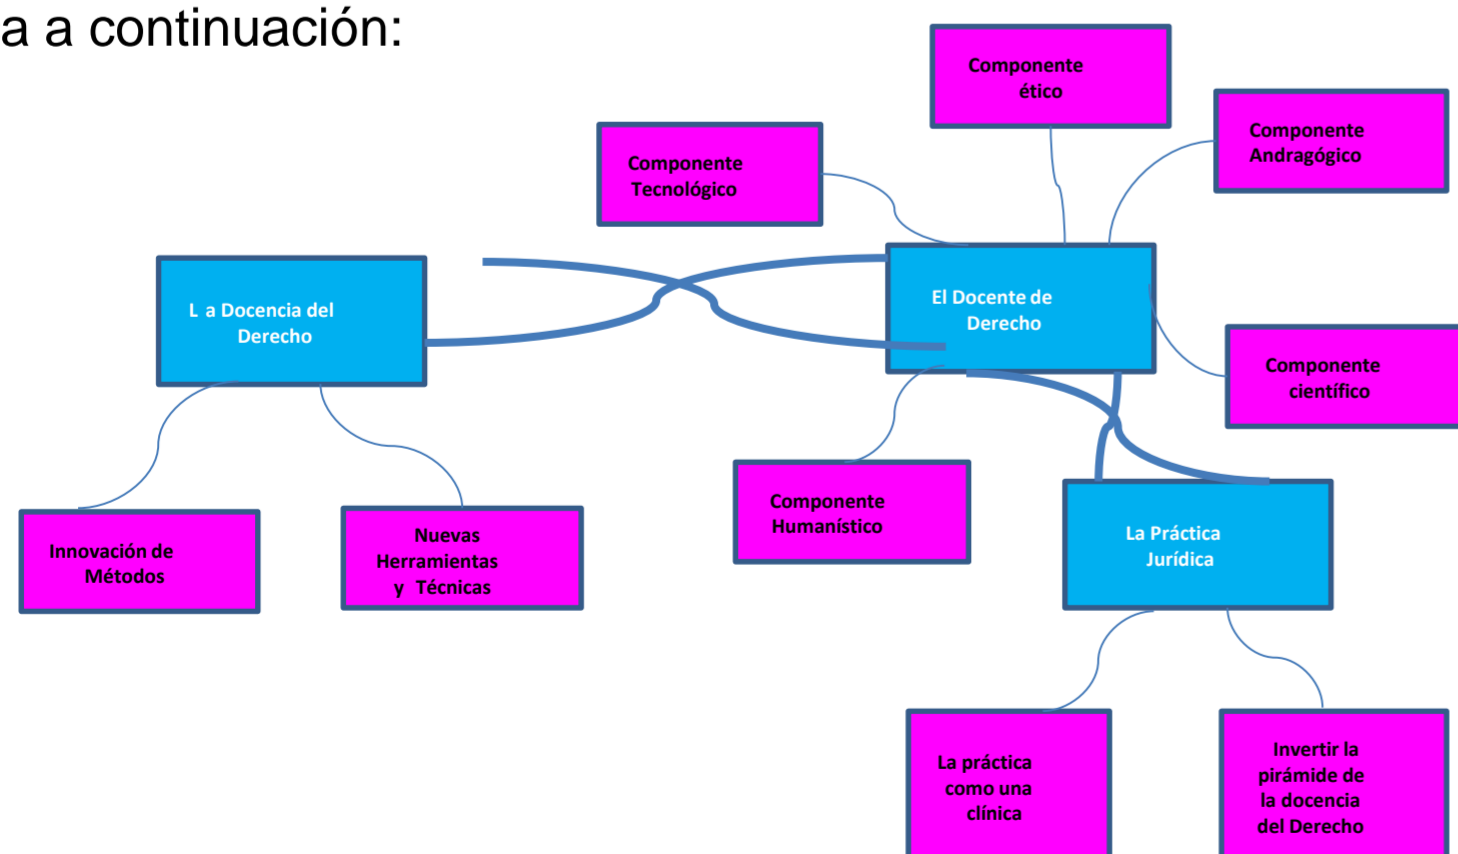 a a continuación:
Componente
ético
Componente
Andragógico
Componente
Tecnológico
L a Docencia del
Derecho
El Docente de
Derecho
Componente
científico
Componente
Humanístico
Innovación de
Métodos
Nuevas
Herramientas
y Técnicas
La Práctica
Jurídica
La práctica
como una
clínica
Invertir la
pirámide de
la docencia
del Derecho